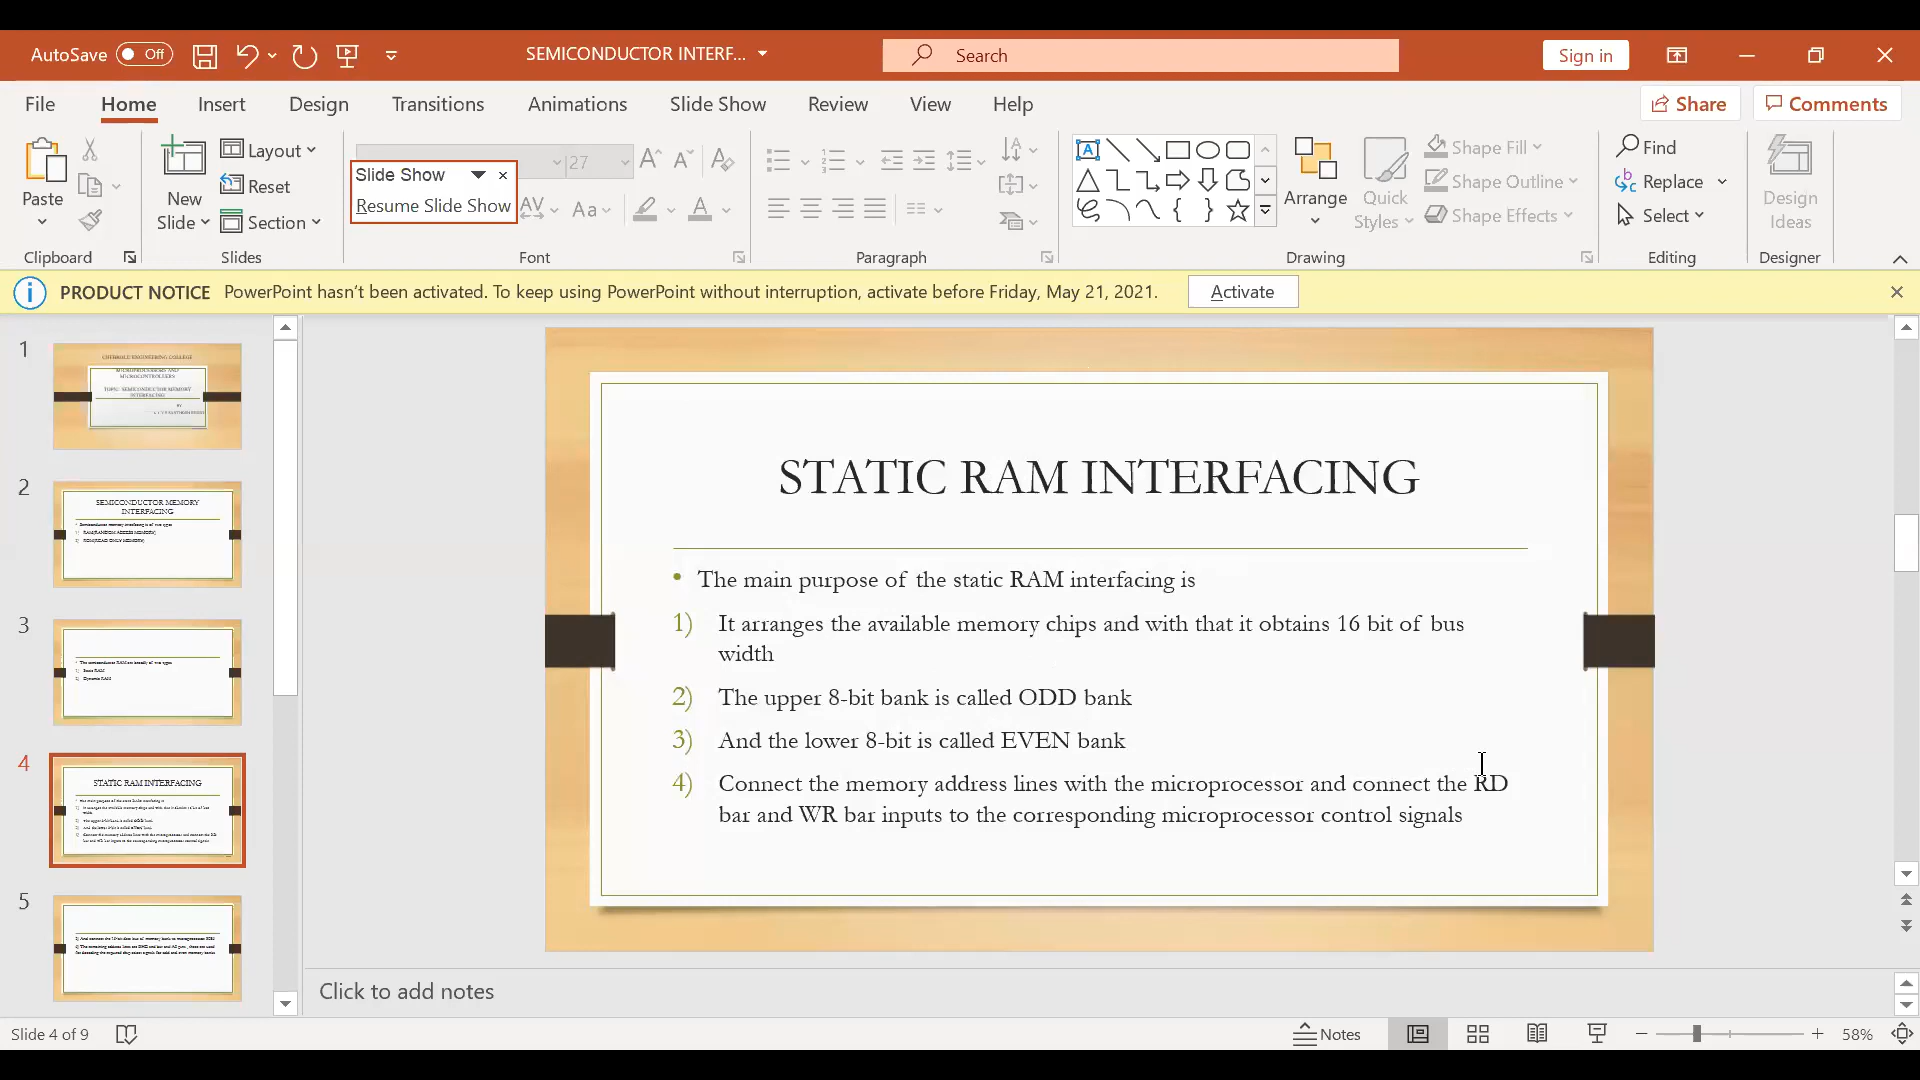 AutoSave Off
SEMICONDUCTOR INTERF...
Search
Sign in
File Home Insert Design Transitions Animations Slide Show Review View Help
Share Comments
Paste
New Slide
Layout
Reset
Section
Slide Show
Resume Slide Show
27
Arrange
Quick Styles
Shape Fill
Shape Outline
Shape Effects
Find
Replace
Select
Design Ideas
Clipboard Slides Font Paragraph Drawing Editing Designer
PRODUCT NOTICE PowerPoint hasn't been activated. To keep using PowerPoint without interruption, activate before Friday, May 21, 2021. Activate
1
2
SEMICONDUCTOR MEMORY
INTERFACING
3
4
STATIC RAM INTERFACING
5
STATIC RAM INTERFACING
• The main purpose of the static RAM interfacing is
1) It arranges the available memory chips and with that it obtains 16 bit of bus
width
2) The upper 8-bit bank is called ODD bank
3) And the lower 8-bit is called EVEN bank
4) Connect the memory address lines with the microprocessor and connect the RD
bar and WR bar inputs to the corresponding microprocessor control signals
Click to add notes
Slide 4 of 9
Notes
58%